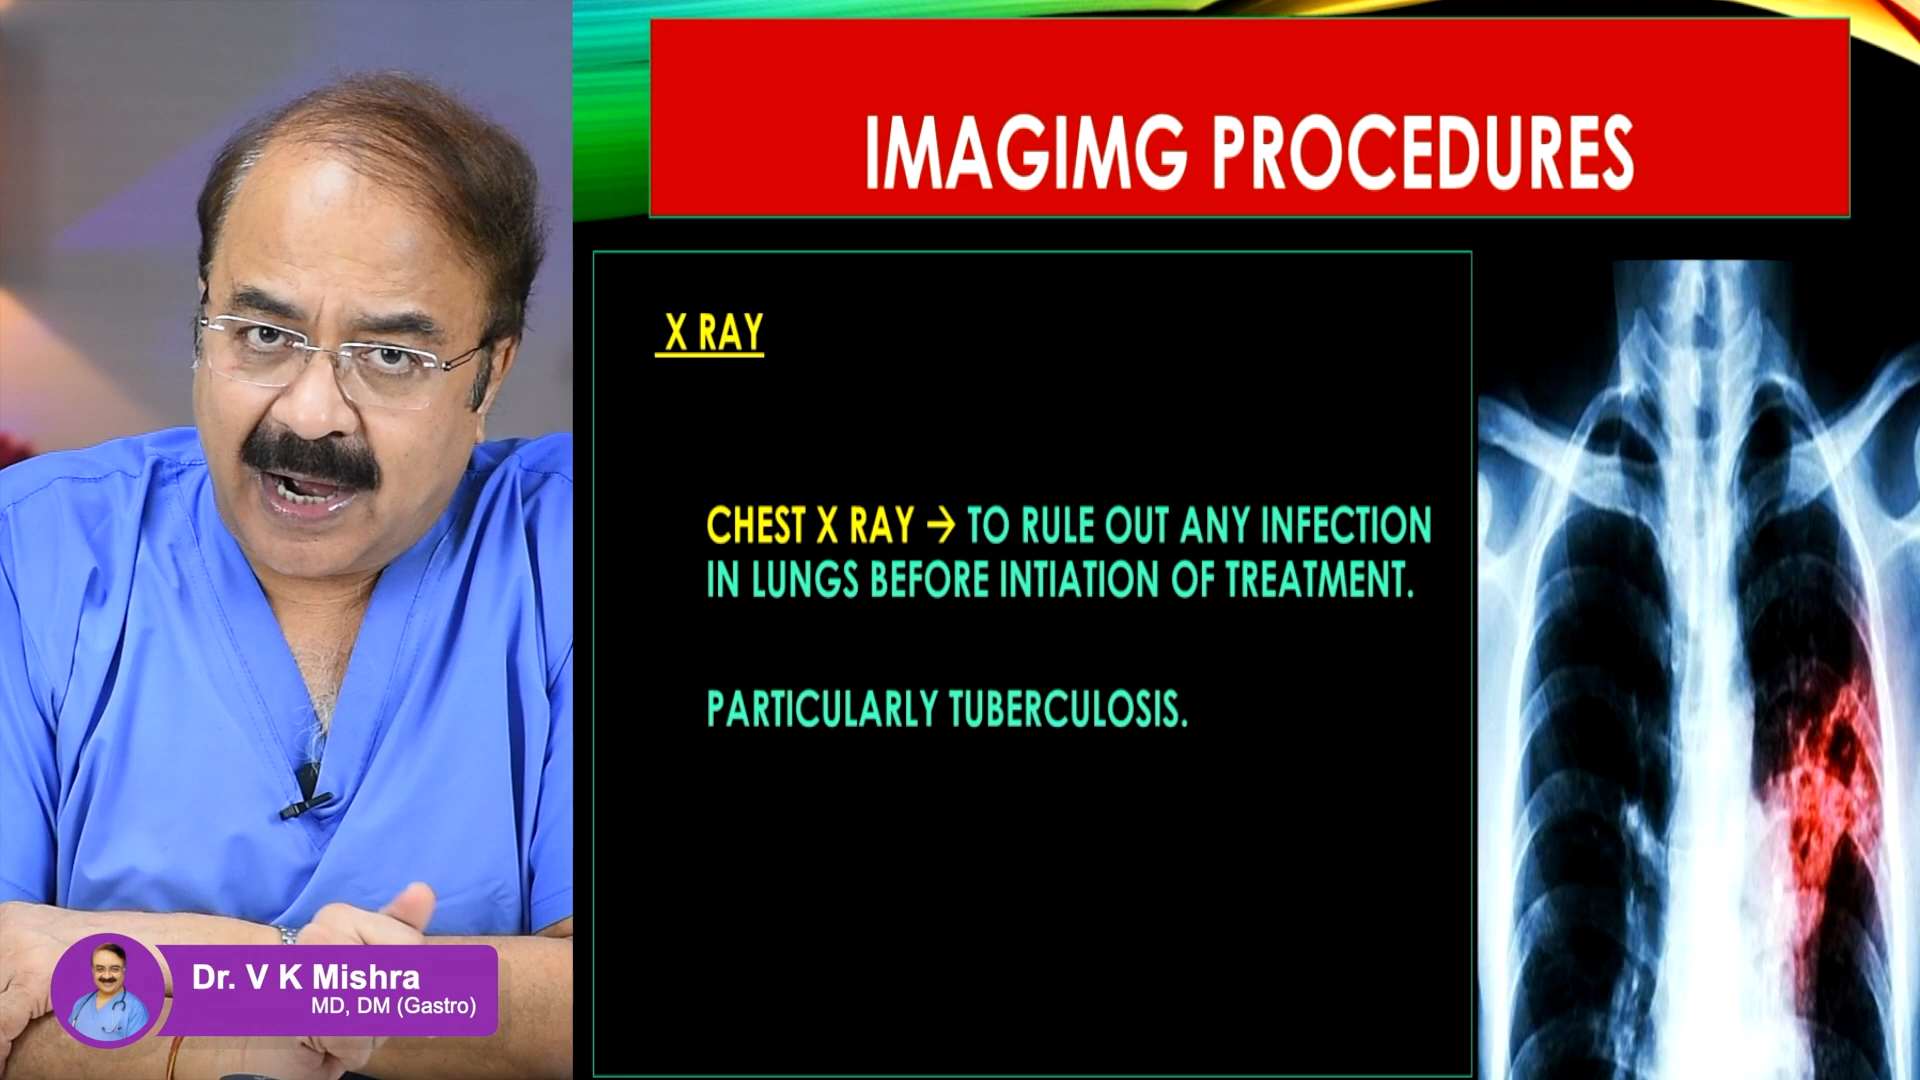 IMAGIMG PROCEDURES
X RAY
CHEST X RAY → TO RULE OUT ANY INFECTION
IN LUNGS BEFORE INTIATION OF TREATMENT.
PARTICULARLY TUBERCULOSIS.
Dr. V K Mishra
MD, DM (Gastro)